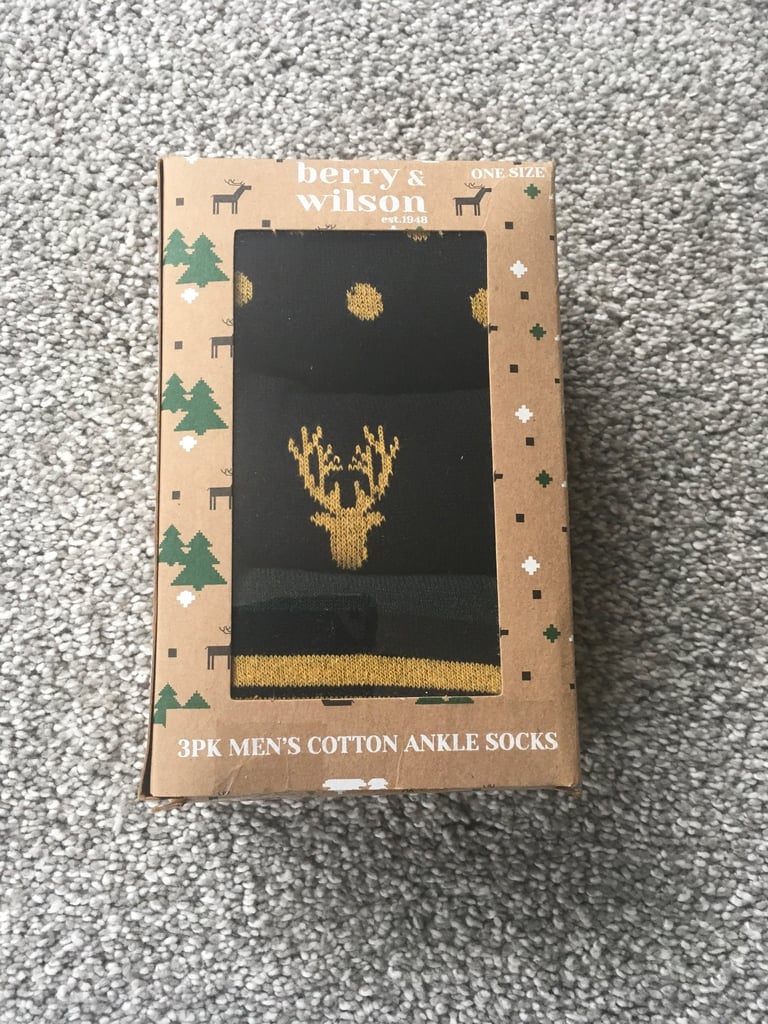 berry &
wilson
est.1948
ONE SIZE
3PK MEN'S COTTON ANKLE SOCKS